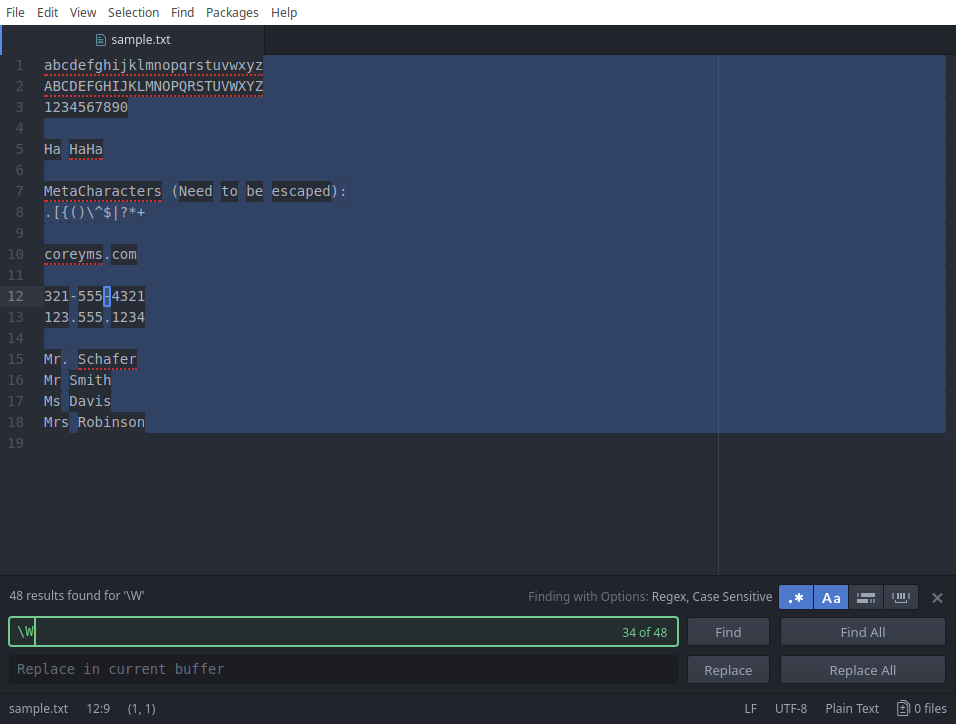 File Edit View Selection Find Packages Help
sample.txt
1 abcdefghijklmnopqrstuvwxyz
2 ABCDEFGHIJKLMNOPQRSTUVWXYZ
3 1234567890
4
5 Ha HaHa
6
7 MetaCharacters (Need to be escaped):
8 .[{()\^$|?*+
9
10 coreyms.com
11
12 321-555-4321
13 123.555.1234
14
15 Mr. Schafer
16 Mr Smith
17 Ms Davis
18 Mrs Robinson
19
48 results found for '\W' Finding with Options: Regex, Case Sensitive .* Aa
\W 34 of 48 Find Find All
Replace in current buffer Replace Replace All
sample.txt 12:9 (1, 1) LF UTF-8 Plain Text 0 files